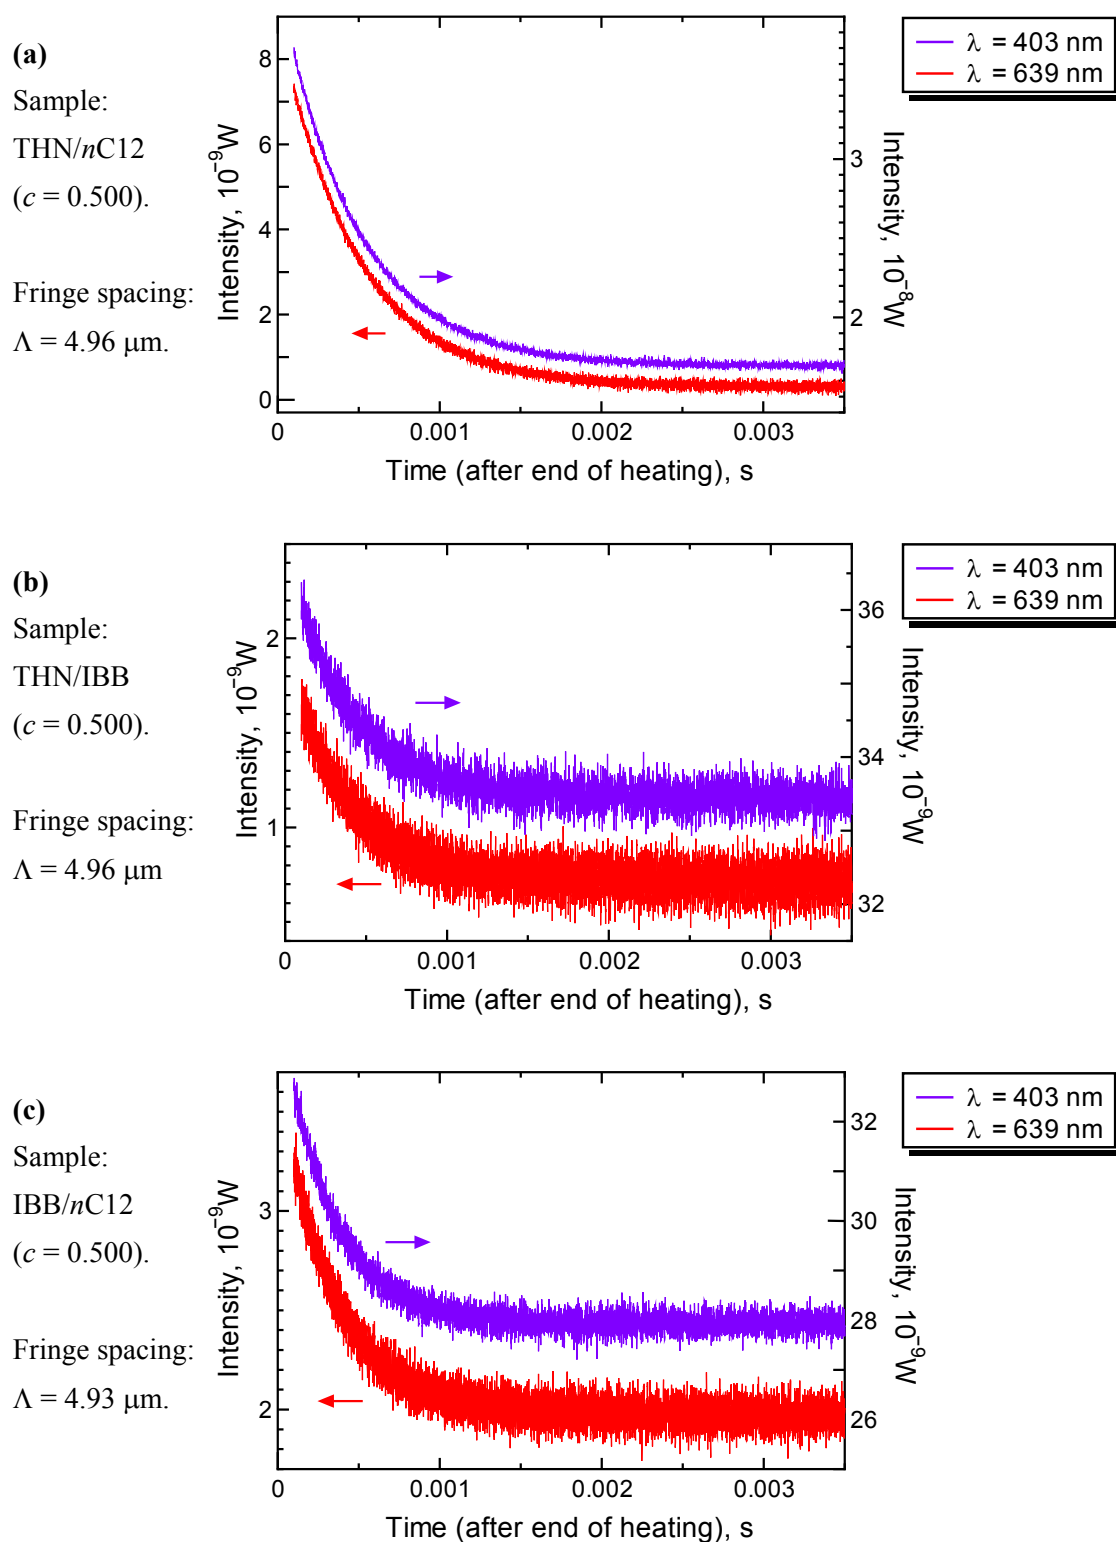 (a)
Sample:
THN/nC12
(c = 0.500).
Fringe spacing:
Λ = 4.96 μm.
Intensity, 10⁻⁹W
8
6
4
2
0
3
2
Intensity, 10⁻⁸W
0
0.001
0.002
0.003
Time (after end of heating), s
λ = 403 nm
λ = 639 nm
(b)
Sample:
THN/IBB
(c = 0.500).
Fringe spacing:
Λ = 4.96 μm
Intensity, 10⁻⁹W
2
1
36
34
32
Intensity, 10⁻⁹W
0
0.001
0.002
0.003
Time (after end of heating), s
λ = 403 nm
λ = 639 nm
(c)
Sample:
IBB/nC12
(c = 0.500).
Fringe spacing:
Λ = 4.93 μm.
Intensity, 10⁻⁹W
3
2
32
30
28
26
Intensity, 10⁻⁹W
0
0.001
0.002
0.003
Time (after end of heating), s
λ = 403 nm
λ = 639 nm